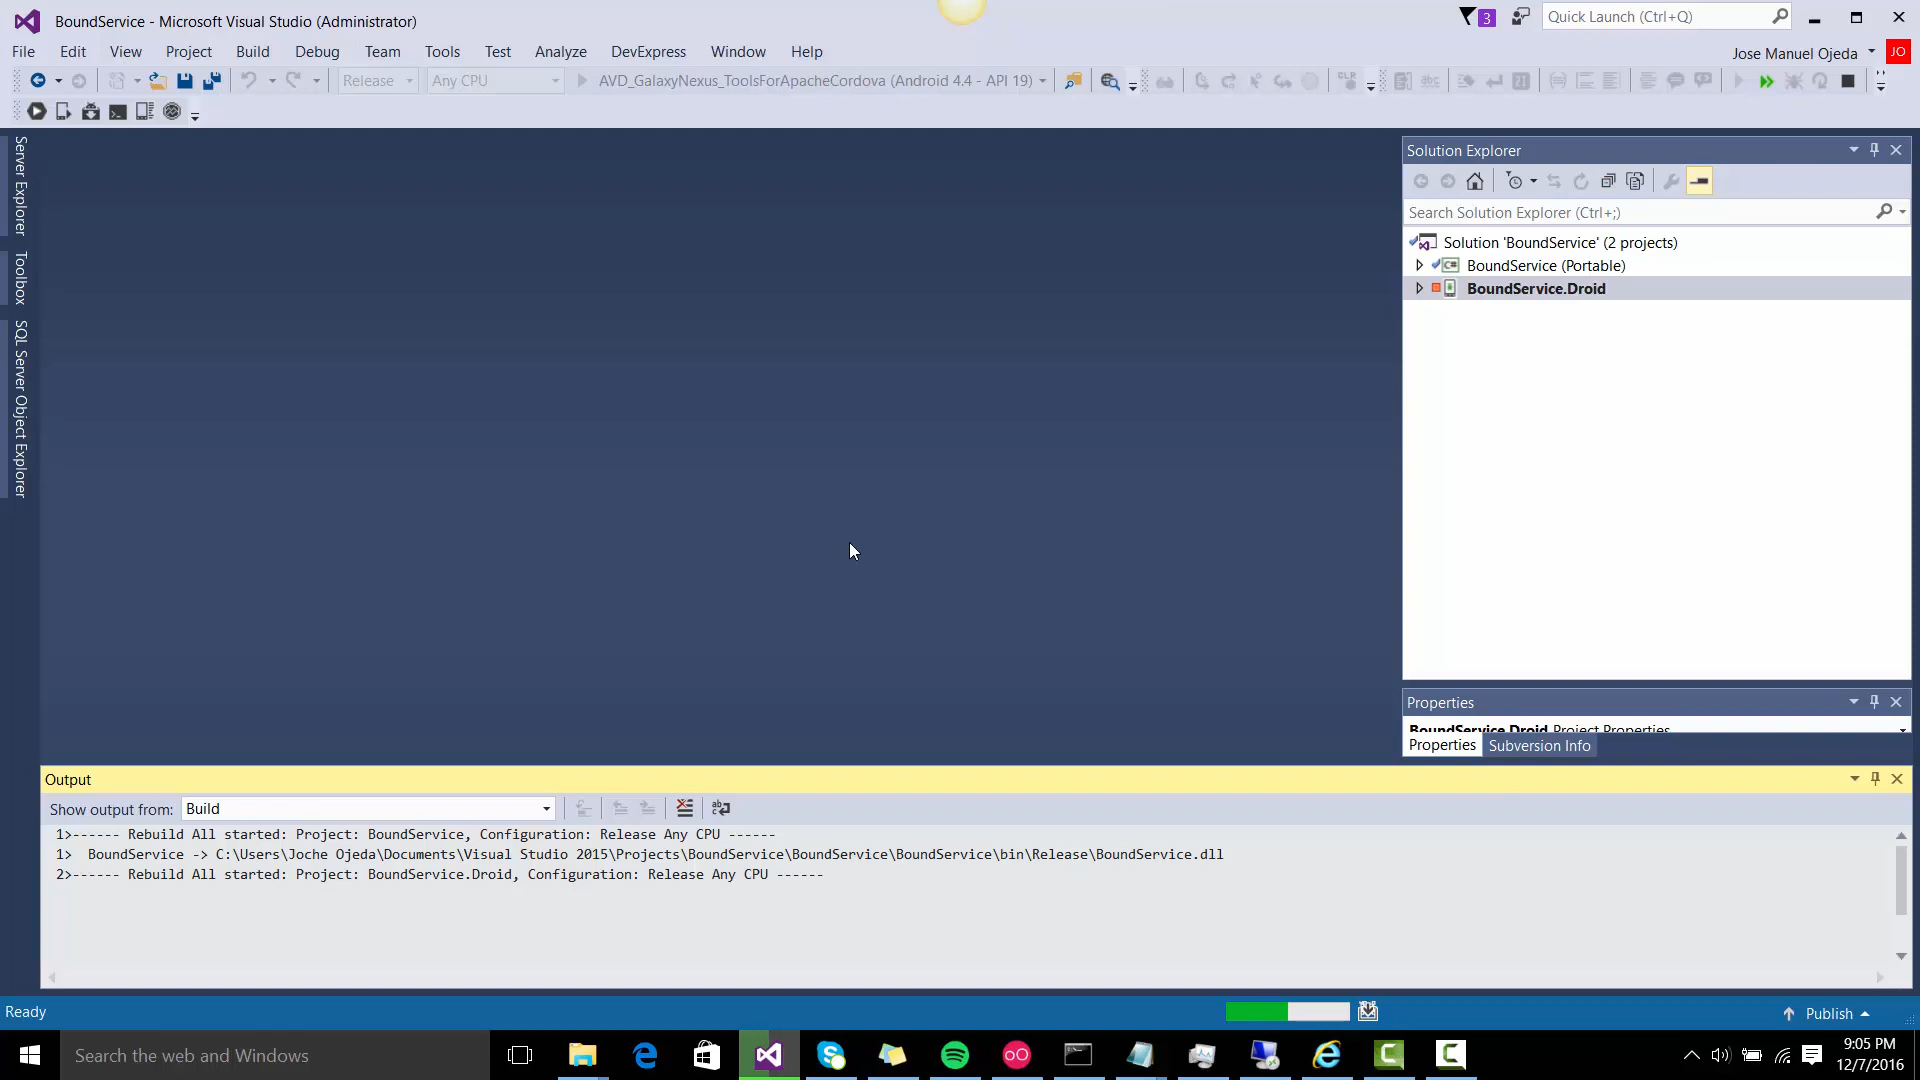 BoundService - Microsoft Visual Studio (Administrator)
3
Quick Launch (Ctrl+Q)
File Edit View Project Build Debug Team Tools Test Analyze DevExpress Window Help
Jose Manuel Ojeda
JO
Release
Any CPU
AVD_GalaxyNexus_ToolsForApacheCordova (Android 4.4 - API 19)
Server Explorer
Toolbox
SQL Server Object Explorer
Solution Explorer
Search Solution Explorer (Ctrl+;)
Solution 'BoundService' (2 projects)
BoundService (Portable)
BoundService.Droid
Properties
BoundService.Droid Project Properties
Properties Subversion Info
Output
Show output from: Build
1>------ Rebuild All started: Project: BoundService, Configuration: Release Any CPU ------
1>  BoundService -> C:\Users\Joche Ojeda\Documents\Visual Studio 2015\Projects\BoundService\BoundService\BoundService\bin\Release\BoundService.dll
2>------ Rebuild All started: Project: BoundService.Droid, Configuration: Release Any CPU ------
Ready
Publish
Search the web and Windows
9:05 PM
12/7/2016